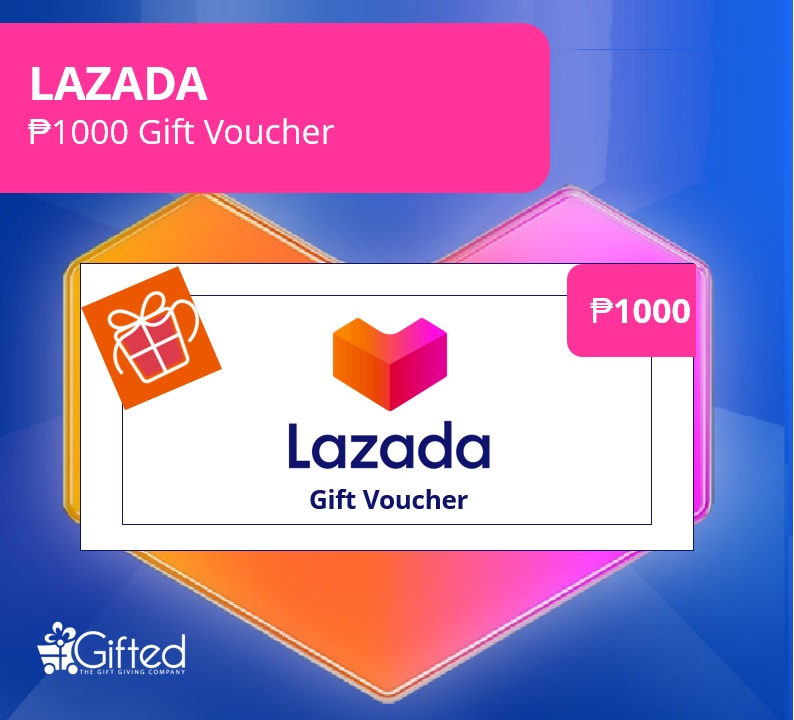 LAZADA
₱1000 Gift Voucher
₱1000
Lazada
Gift Voucher
Gifted
THE GIFT GIVING COMPANY